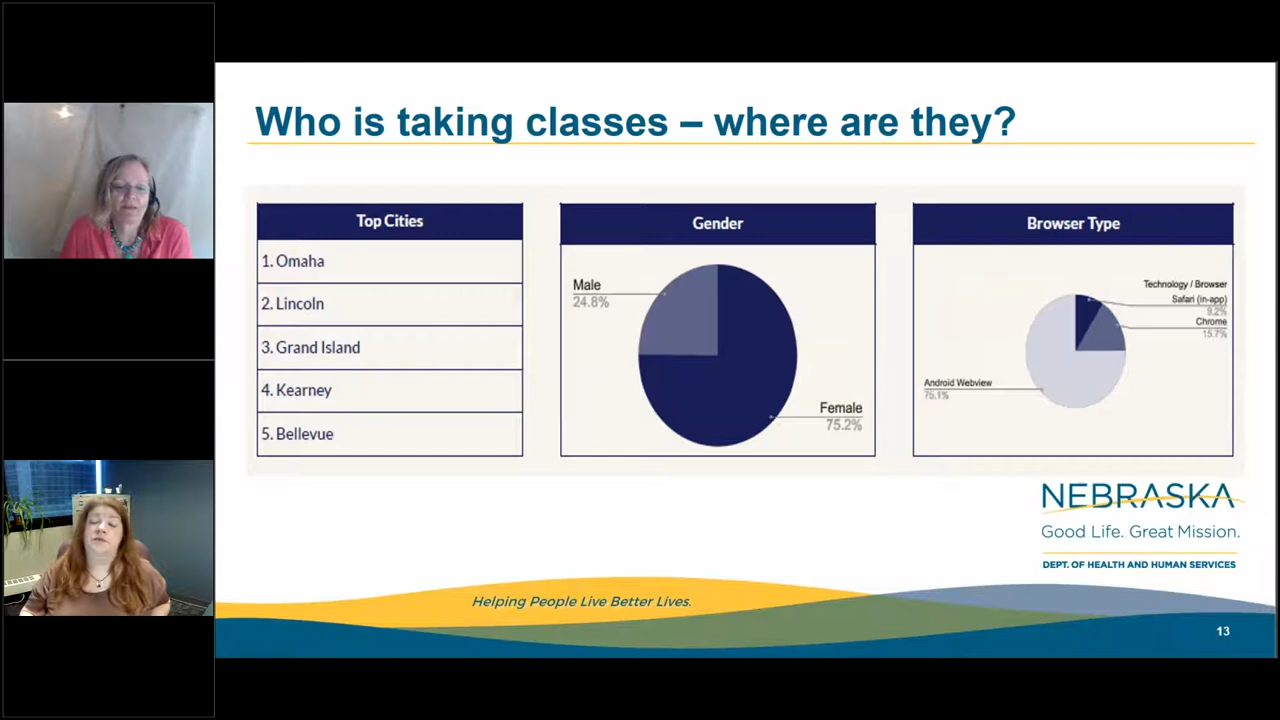 Who is taking classes – where are they?
Top Cities
1. Omaha
2. Lincoln
3. Grand Island
4. Kearney
5. Bellevue
Gender
Male
24.8%
Female
75.2%
Browser Type
Technology / Browser
Safari (in-app)
9.2%
Chrome
15.7%
Android Webview
75.1%
NEBRASKA
Good Life. Great Mission.
DEPT. OF HEALTH AND HUMAN SERVICES
Helping People Live Better Lives.
13